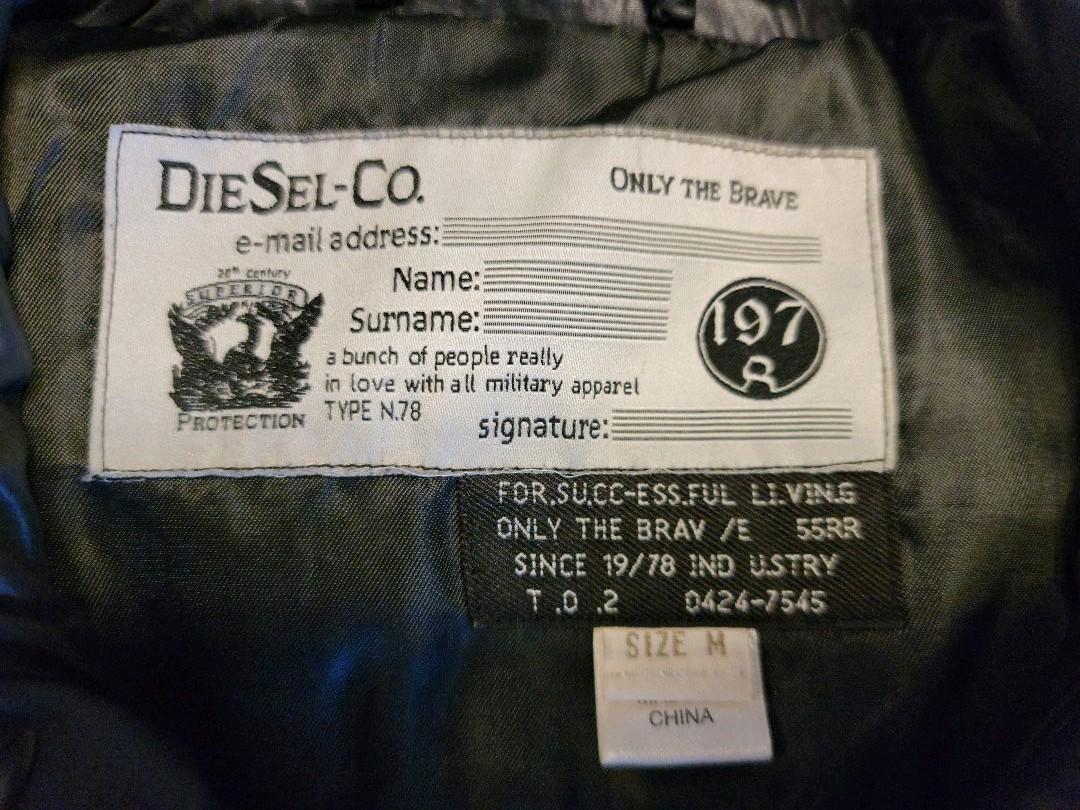 DIESEL-CO.
ONLY THE BRAVE
e-mail address:
Name:
Surname:
20th Century
SUPERIOR
PROTECTION
a bunch of people really
in love with all military apparel
TYPE N.78
signature:
197
8
FOR.SU.CC-ESS.FUL LI.VIN.G
ONLY THE BRAV /E 55RR
SINCE 19/78 IND U.STRY
T .O .2 0424-7545
SIZE M
CHINA